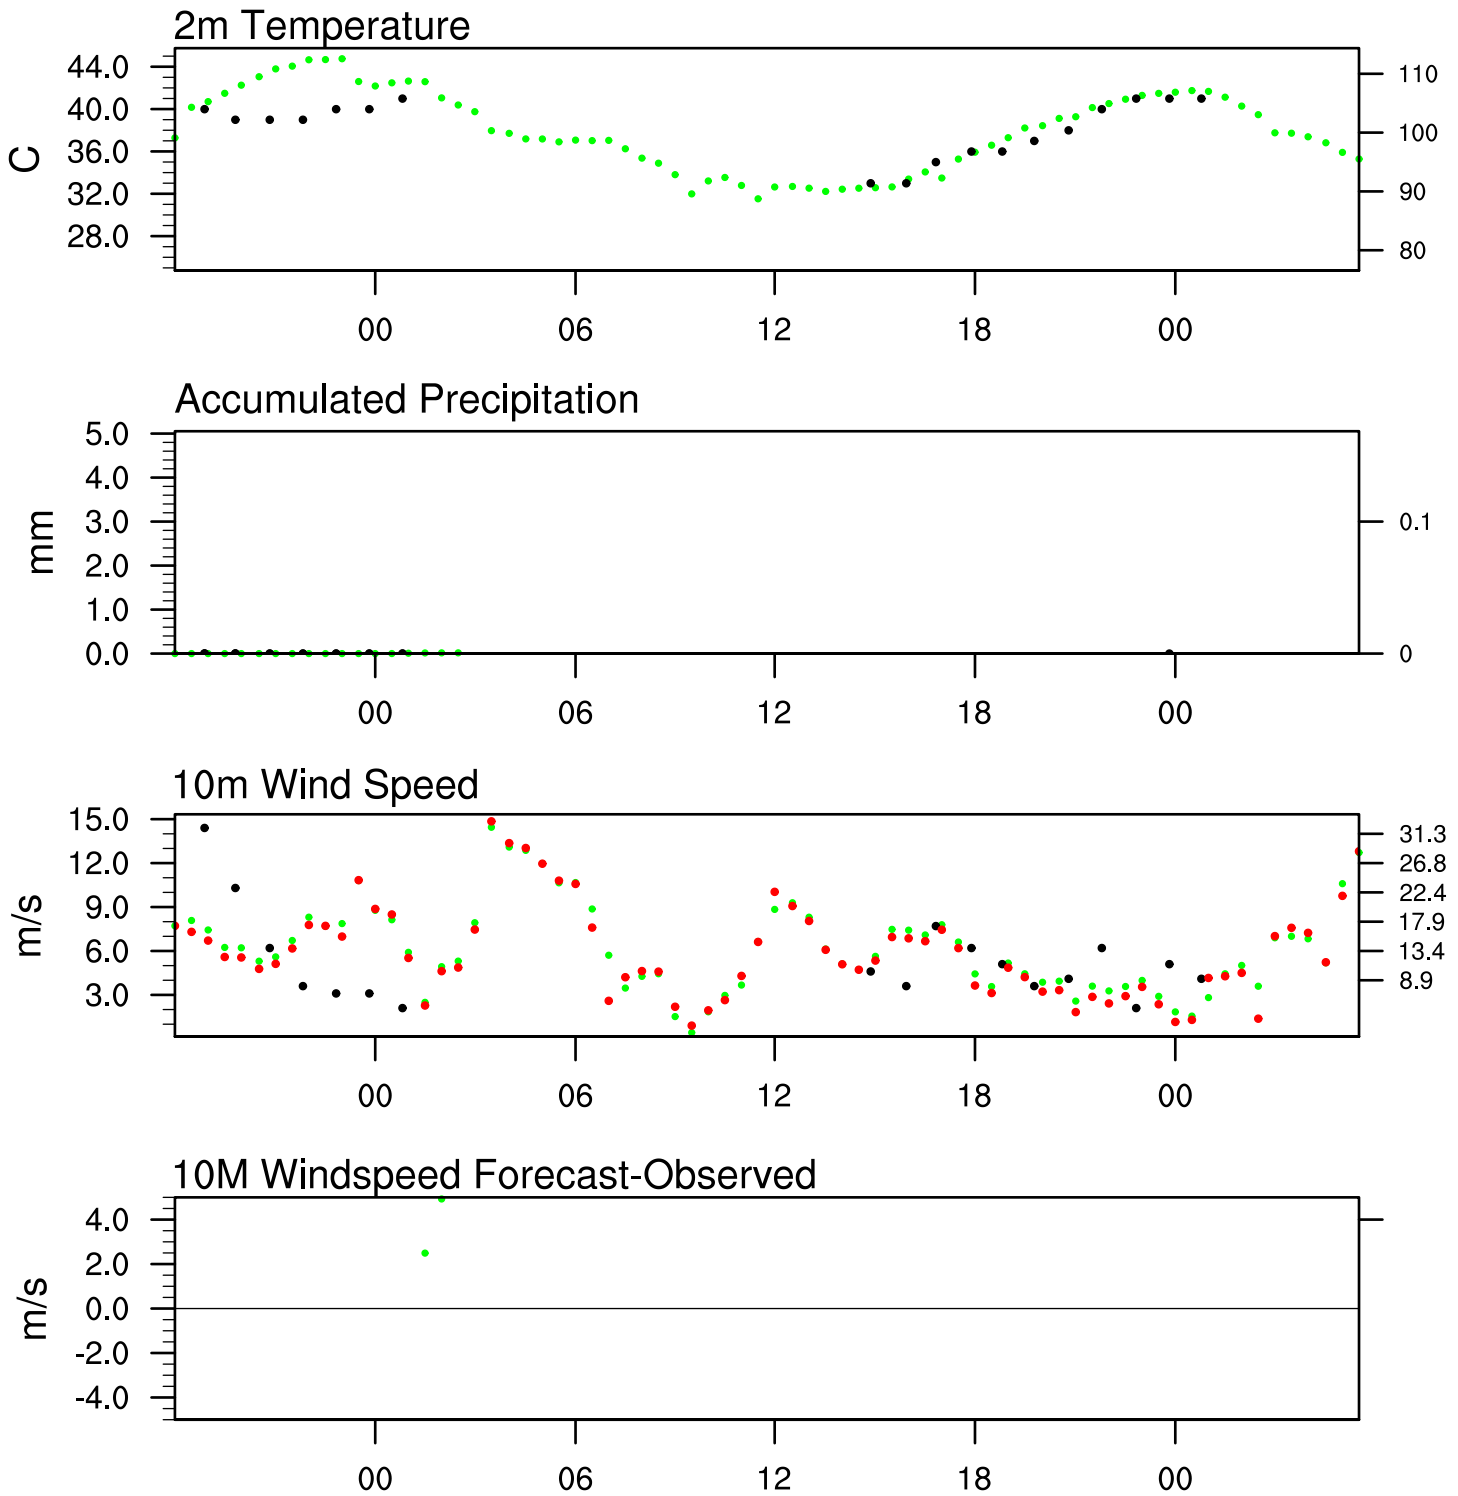 2m Temperature
44.0
40.0
36.0
32.0
28.0
C
110
100
90
80
00 06 12 18 00
Accumulated Precipitation
5.0
4.0
3.0
2.0
1.0
0.0
mm
0.1
0
00 06 12 18 00
10m Wind Speed
15.0
12.0
9.0
6.0
3.0
m/s
31.3
26.8
22.4
17.9
13.4
8.9
00 06 12 18 00
10M Windspeed Forecast-Observed
4.0
2.0
0.0
-2.0
-4.0
m/s
00 06 12 18 00